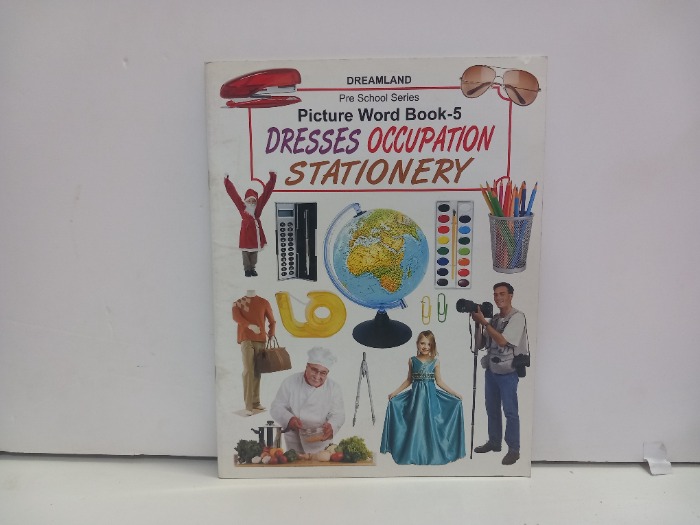 DREAMLAND
Pre School Series
Picture Word Book-5
DRESSES OCCUPATION
STATIONERY